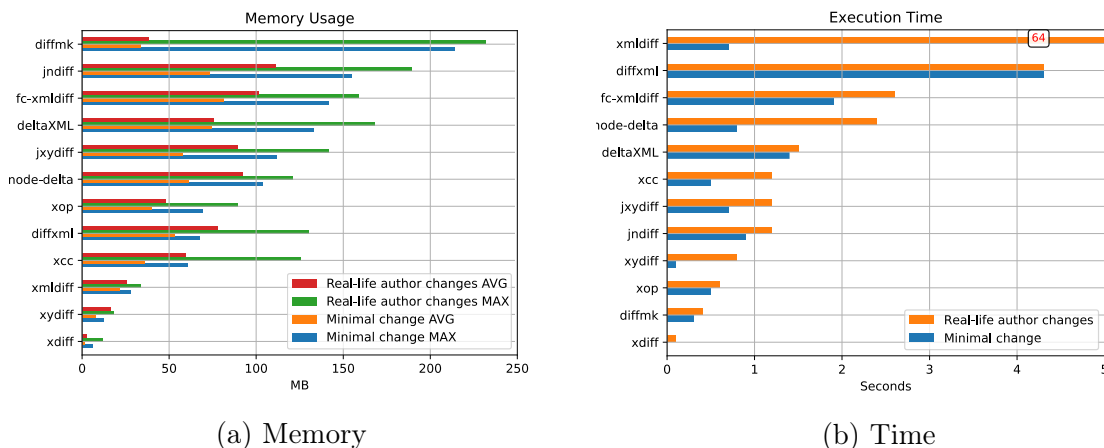 Memory Usage
diffmk
jndiff
fc-xmldiff
deltaXML
jxydiff
node-delta
xop
diffxml
xcc
xmldiff
xydiff
xdiff
Real-life author changes AVG
Real-life author changes MAX
Minimal change AVG
Minimal change MAX
0 50 100 150 200 250
MB
(a) Memory
Execution Time
xmldiff
64
diffxml
fc-xmldiff
node-delta
deltaXML
xcc
jxydiff
jndiff
xydiff
xop
diffmk
xdiff
Real-life author changes
Minimal change
0 1 2 3 4 5
Seconds
(b) Time